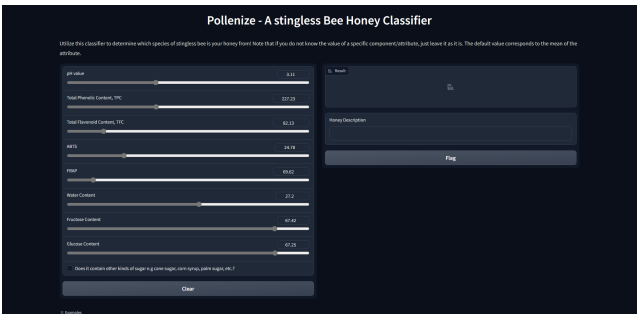 Pollenize - A stingless Bee Honey Classifier
Utilize this classifier to determine which species of stingless bee is your honey from! Note that if you do not know the value of a specific component/attribute, just leave it as it is. The default value corresponds to the mean of the
attribute.
pH value 3.11
Total Phenolic Content, TPC 227.23
Total Flavonoid Content, TFC 92.13
ABTS 24.78
FRAP 69.62
Water Content 27.2
Fructose Content 67.42
Glucose Content 67.25
Does it contain other kinds of sugar e.g cane sugar, corn syrup, palm sugar, etc.?
Clear
Result
Honey Description
Flag
Examples